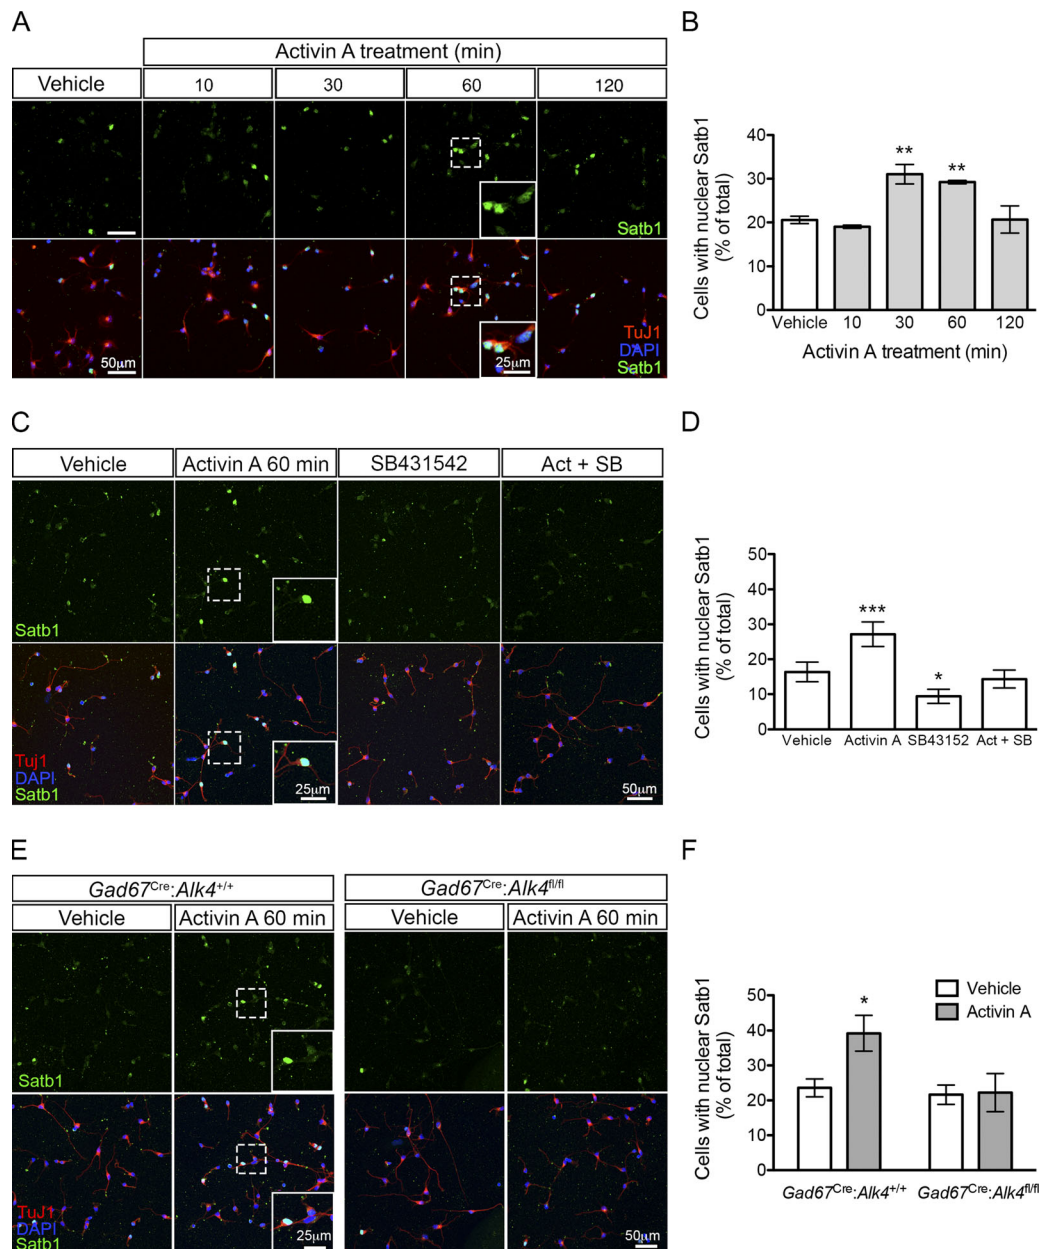 A
Activin A treatment (min)
Vehicle
10
30
60
120
Satb1
50μm
25μm
TuJ1
DAPI
Satb1
B
Cells with nuclear Satb1
(% of total)
40
30
20
10
0
** **
Vehicle 10 30 60 120
Activin A treatment (min)
C
Vehicle
Activin A 60 min
SB431542
Act + SB
Satb1
Tuj1
DAPI
Satb1
25μm
50μm
D
Cells with nuclear Satb1
(% of total)
50
40
30
20
10
0
***
*
Vehicle Activin A SB43152 Act + SB
E
Gad67Cre:Alk4+/+
Gad67Cre:Alk4fl/fl
Vehicle
Activin A 60 min
Vehicle
Activin A 60 min
Satb1
TuJ1
DAPI
Satb1
25μm
50μm
F
Cells with nuclear Satb1
(% of total)
50
40
30
20
10
0
*
Vehicle
Activin A
Gad67Cre:Alk4+/+ Gad67Cre:Alk4fl/fl